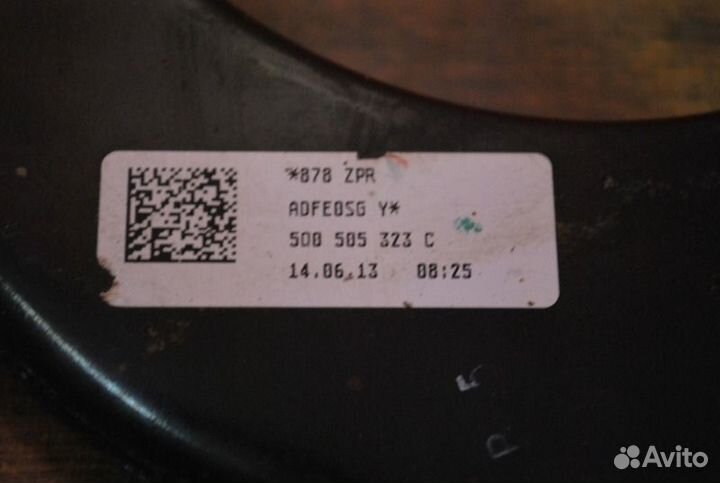 *878 ZPR
ADFE0SG Y*
5Q0 505 323 C
14.06.13 08:25
P F
Avito